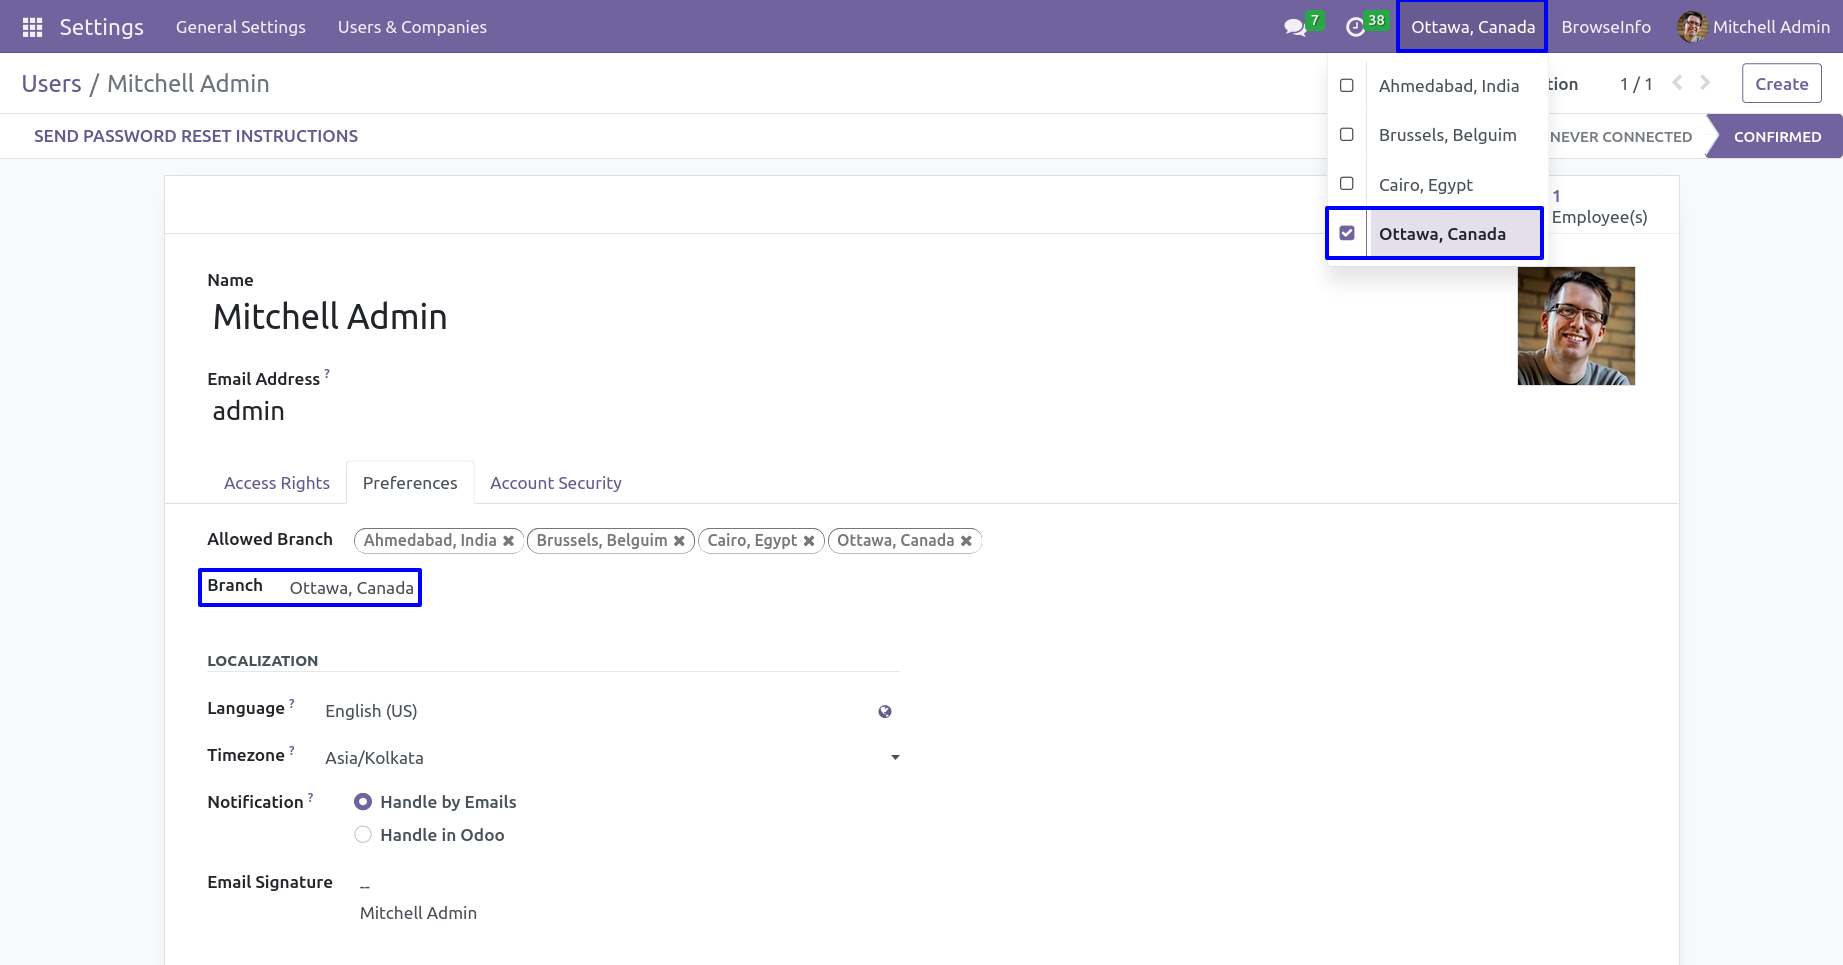 Settings General Settings Users & Companies 7 38 Ottawa, Canada BrowseInfo Mitchell Admin
Users / Mitchell Admin
Ahmedabad, India
tion 1 / 1 Create
SEND PASSWORD RESET INSTRUCTIONS
Brussels, Belguim
NEVER CONNECTED CONFIRMED
Cairo, Egypt
1
Employee(s)
Ottawa, Canada
Name
Mitchell Admin
Email Address ?
admin
Access Rights Preferences Account Security
Allowed Branch Ahmedabad, India Brussels, Belguim Cairo, Egypt Ottawa, Canada
Branch Ottawa, Canada
LOCALIZATION
Language ? English (US)
Timezone ? Asia/Kolkata
Notification ? Handle by Emails
Handle in Odoo
Email Signature --
Mitchell Admin